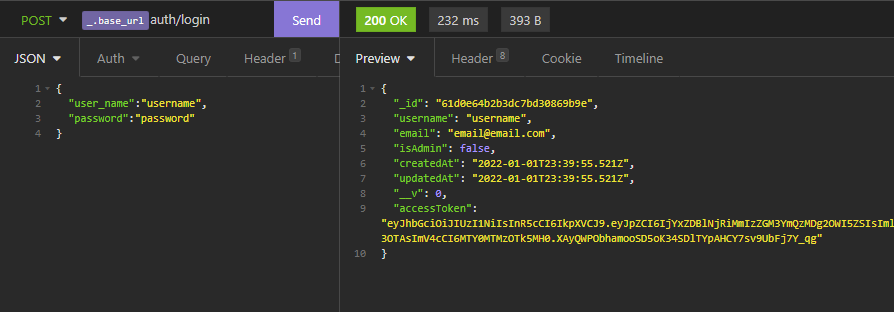 POST _.base_url auth/login Send 200 OK 232 ms 393 B
JSON Auth Query Header 1 Preview Header 8 Cookie Timeline
1 {
2 "user_name":"username",
3 "password":"password"
4 }
1 {
2 "_id": "61d0e64b2b3dc7bd30869b9e",
3 "username": "username",
4 "email": "email@email.com",
5 "isAdmin": false,
6 "createdAt": "2022-01-01T23:39:55.521Z",
7 "updatedAt": "2022-01-01T23:39:55.521Z",
8 "__v": 0,
9 "accessToken":
"eyJhbGciOiJIUzI1NiIsInR5cCI6IkpXVCJ9.eyJpZCI6IjYxZDBlNjRiMmIzZGM3YmQzMDg2OWI5ZSIsIml
3OTAsImV4cCI6MTY0MTMzOTk5MH0.XAyQWPObhamooSD5oK34SDlTYpAHCY7sv9UbFj7Y_qg"
10 }